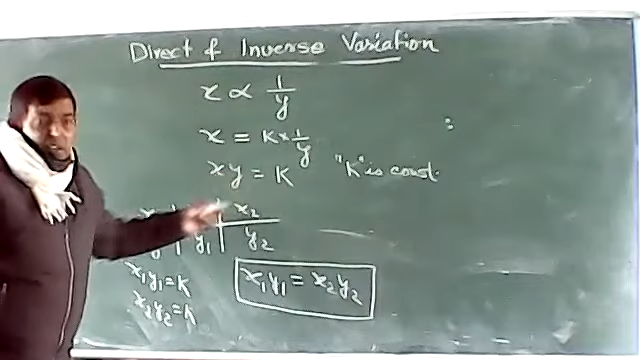 Direct & Inverse Variation
x ∝ 1/y
x = K × 1/y
xy = K "K" is const.
x x₂
y y₁ y₂
x₁y₁ = K
x₂y₂ = K
x₁y₁ = x₂y₂